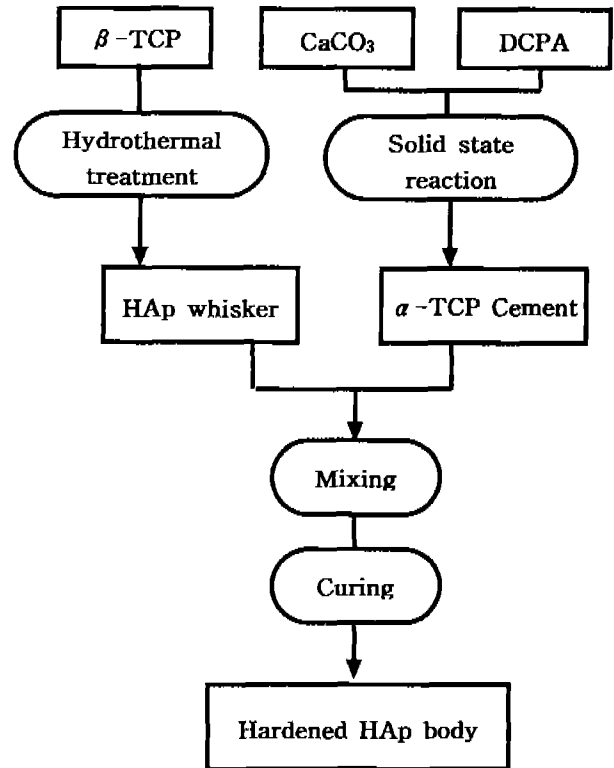 β-TCP
CaCO₃
DCPA
Hydrothermal
treatment
Solid state
reaction
HAp whisker
α-TCP Cement
Mixing
Curing
Hardened HAp body